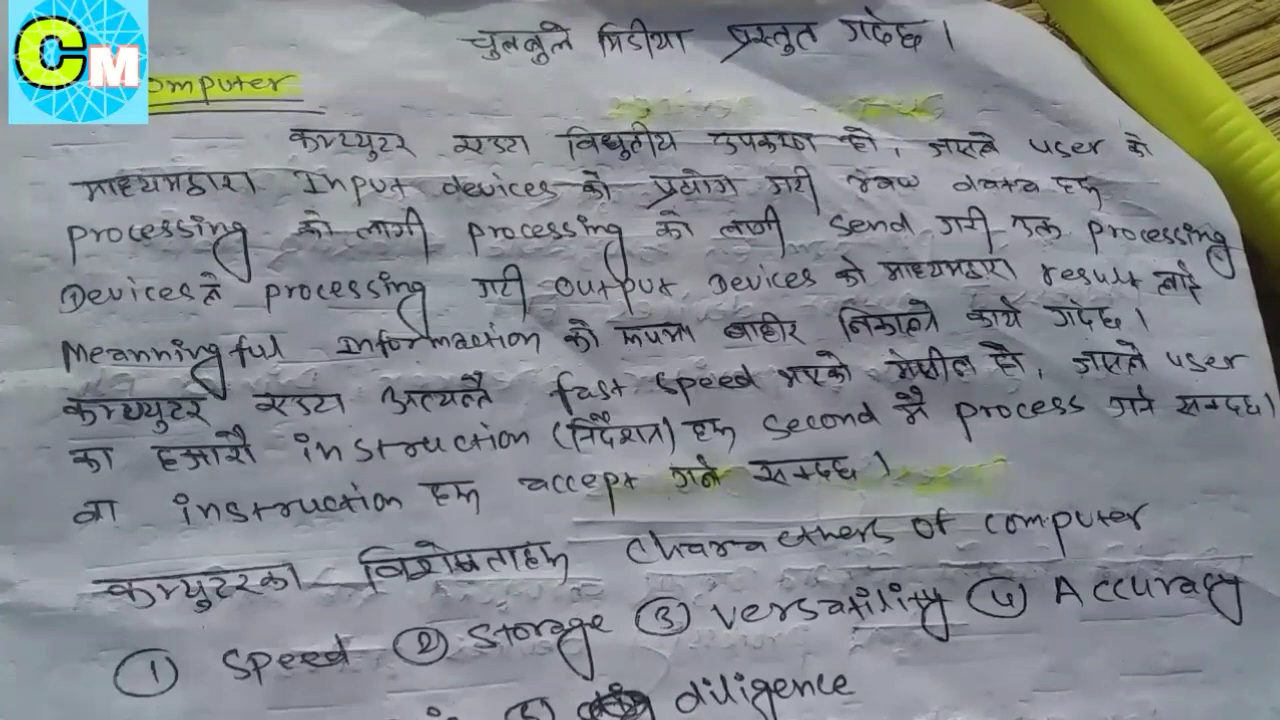 CM
चुलबुले मिडीया प्रस्तुत गर्दछ ।
omputer
कम्प्युटर एउटा विधुतीय उपकरण हो, जसले user को
माध्यमद्वारा Input devices को प्रयोग गरी raw data हरू
processing को लागी processing को लागी send गरी एक processing
Devices ले processing गरी output Devices को माध्यमद्वारा result लाई
Meanningful Information को रूपमा बाहीर निकाल्ने कार्य गर्दछ ।
कम्प्युटर एउटा अत्यन्तै fast speed भएको मेशीन हो, जसले user
का हजारौ instruction (निर्देशन) हरू second मै process गर्न सक्दछ ।
वा instruction हरू accept गर्न सक्दछ ।
कम्प्युटरका विशेषताहरू characthers of computer
① speed ② storage ③ versatility ④ Accuracy
diligence